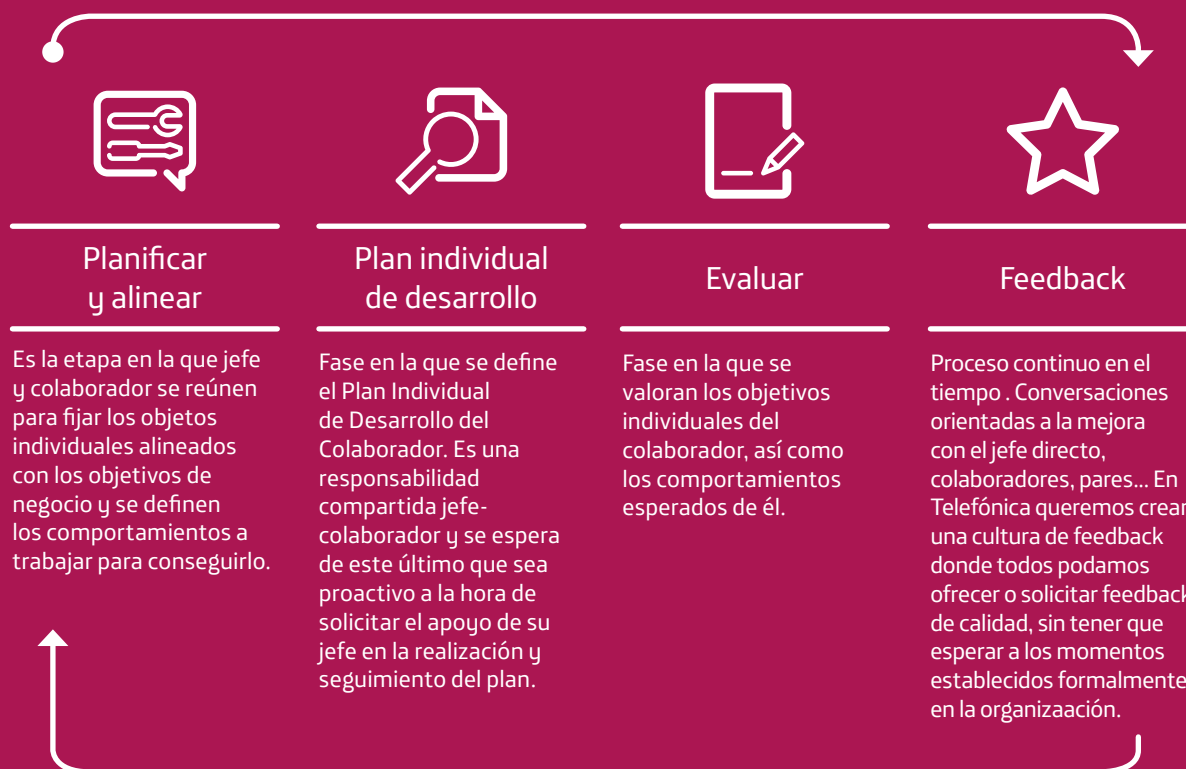 Planificar
y alinear
Es la etapa en la que jefe
y colaborador se reúnen
para fijar los objetos
individuales alineados
con los objetivos de
negocio y se definen
los comportamientos a
trabajar para conseguirlo.
Plan individual
de desarrollo
Fase en la que se define
el Plan Individual
de Desarrollo del
Colaborador. Es una
responsabilidad
compartida jefe-
colaborador y se espera
de este último que sea
proactivo a la hora de
solicitar el apoyo de su
jefe en la realización y
seguimiento del plan.
Evaluar
Fase en la que se
valoran los objetivos
individuales del
colaborador, así como
los comportamientos
esperados de él.
Feedback
Proceso continuo en el
tiempo . Conversaciones
orientadas a la mejora
con el jefe directo,
colaboradores, pares... En
Telefónica queremos crear
una cultura de feedback
donde todos podamos
ofrecer o solicitar feedback
de calidad, sin tener que
esperar a los momentos
establecidos formalmente
en la organizaación.